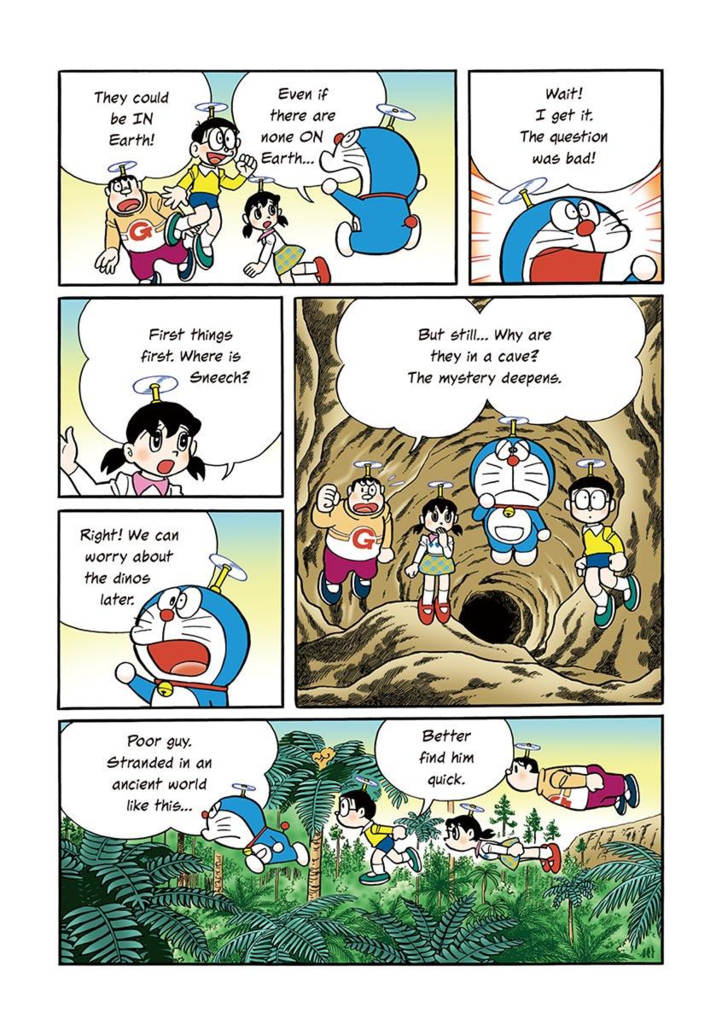 Wait!
I get it.
The question
was bad!
Even if
there are
none ON
Earth...
They could
be IN
Earth!
G
But still... Why are
they in a cave?
The mystery deepens.
G
First things
first. Where is
Sneech?
Right! We can
worry about
the dinos
later.
Better
find him
quick.
G
Poor guy.
Stranded in an
ancient world
like this...